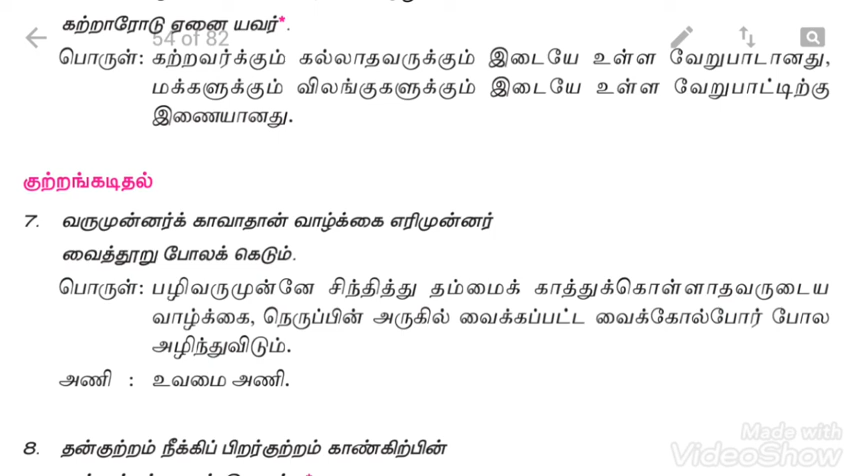 கற்றாரோடு ஏனை யவர்*.
54 of 82
பொருள்: கற்றவர்க்கும் கல்லாதவருக்கும் இடையே உள்ள வேறுபாடானது,
மக்களுக்கும் விலங்குகளுக்கும் இடையே உள்ள வேறுபாட்டிற்கு
இணையானது.
குற்றங்கடிதல்
7. வருமுன்னர்க் காவாதான் வாழ்க்கை எரிமுன்னர்
வைத்தூறு போலக் கெடும்.
பொருள்: பழிவருமுன்னே சிந்தித்து தம்மைக் காத்துக்கொள்ளாதவருடைய
வாழ்க்கை, நெருப்பின் அருகில் வைக்கப்பட்ட வைக்கோல்போர் போல
அழிந்துவிடும்.
அணி : உவமை அணி.
8. தன்குற்றம் நீக்கிப் பிறர்குற்றம் காண்கிற்பின்
Made with
VideoShow